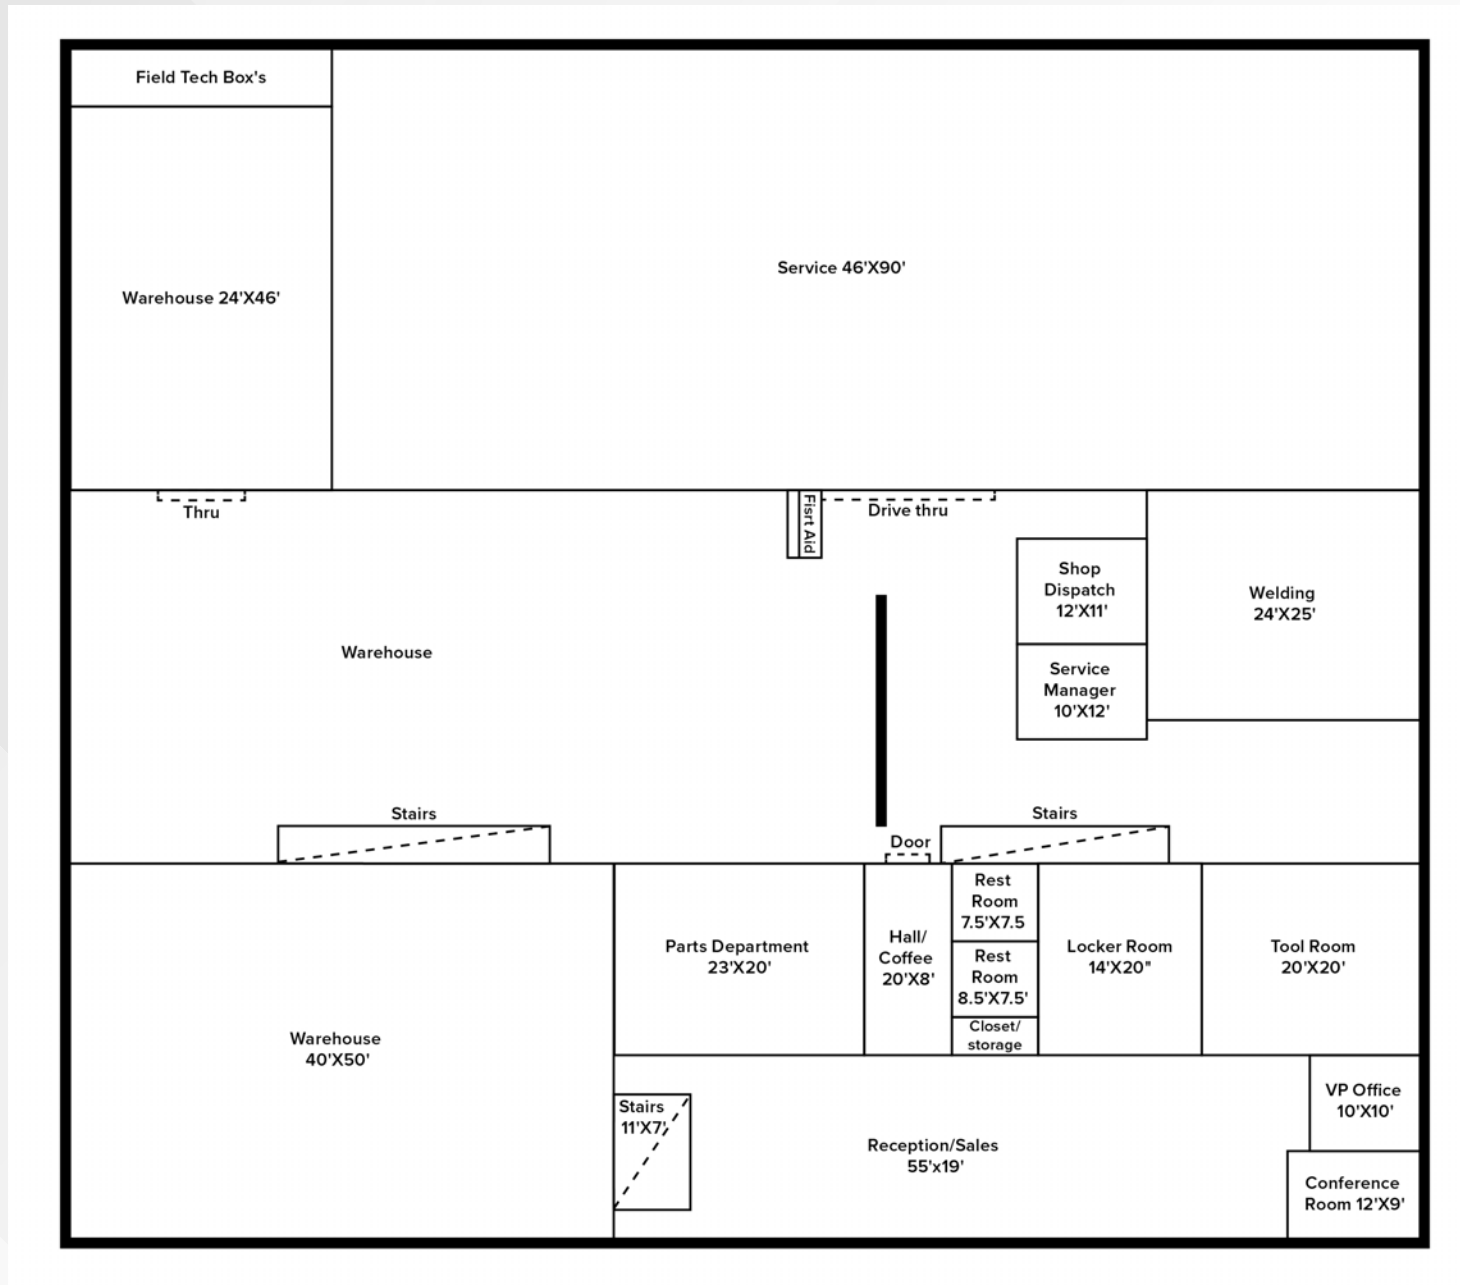 Field Tech Box's
Service 46'X90'
Warehouse 24'X46'
Thru
Fisrt Aid
Drive thru
Shop
Dispatch
12'X11'
Welding
24'X25'
Warehouse
Service
Manager
10'X12'
Stairs
Stairs
Door
Rest
Room
7.5'X7.5
Parts Department
23'X20'
Hall/
Coffee
20'X8'
Rest
Room
8.5'X7.5'
Locker Room
14'X20"
Tool Room
20'X20'
Closet/
storage
Warehouse
40'X50'
Stairs
11'X7'
Reception/Sales
55'x19'
VP Office
10'X10'
Conference
Room 12'X9'